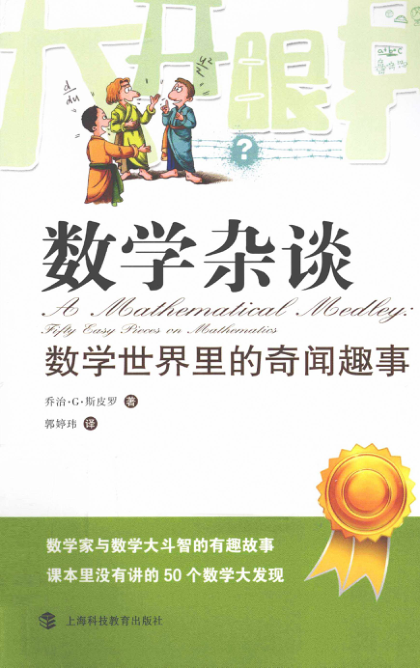 大开眼界
d/du
?
数学杂谈
A Mathematical Medley:
Fifty Easy Pieces on Mathematics
数学世界里的奇闻趣事
乔治·G·斯皮罗 著
郭婷玮 译
数学家与数学大斗智的有趣故事
课本里没有讲的50个数学大发现
上海科技教育出版社